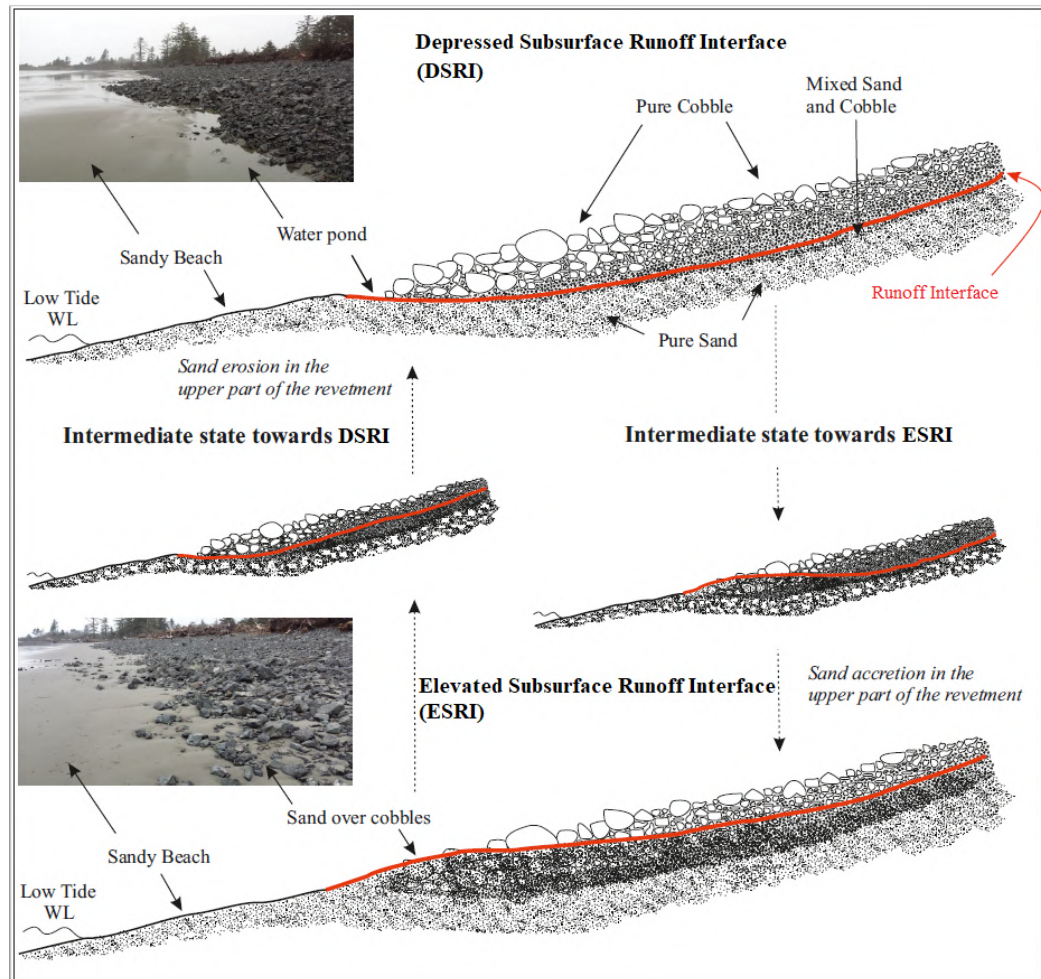 Depressed Subsurface Runoff Interface
(DSRI)
Mixed Sand
and Cobble
Pure Cobble
Water pond
Sandy Beach
Low Tide
WL
Runoff Interface
Pure Sand
Sand erosion in the
upper part of the revetment
Intermediate state towards DSRI
Intermediate state towards ESRI
Sand accretion in the
upper part of the revetment
Elevated Subsurface Runoff Interface
(ESRI)
Sand over cobbles
Sandy Beach
Low Tide
WL